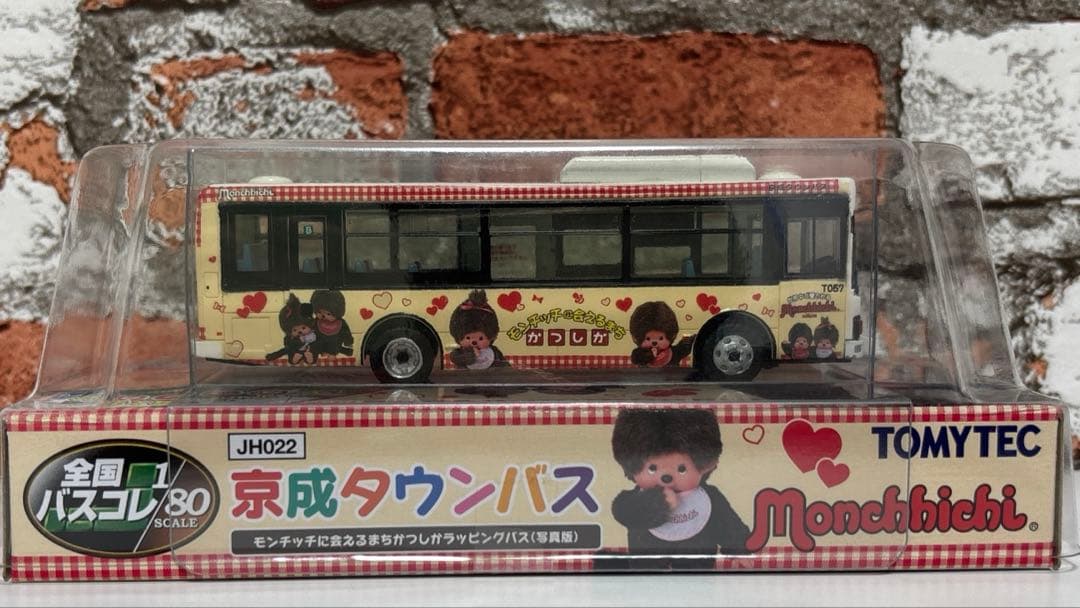 Monchhichi
B
T057
モンチッチに会えるまち
かつしか
Monchhichi
JH022
全国
バスコレ
1/80
SCALE
京成タウンバス
モンチッチに会えるまちかつしかラッピングバス(写真版)
TOMYTEC
Monchhichi®